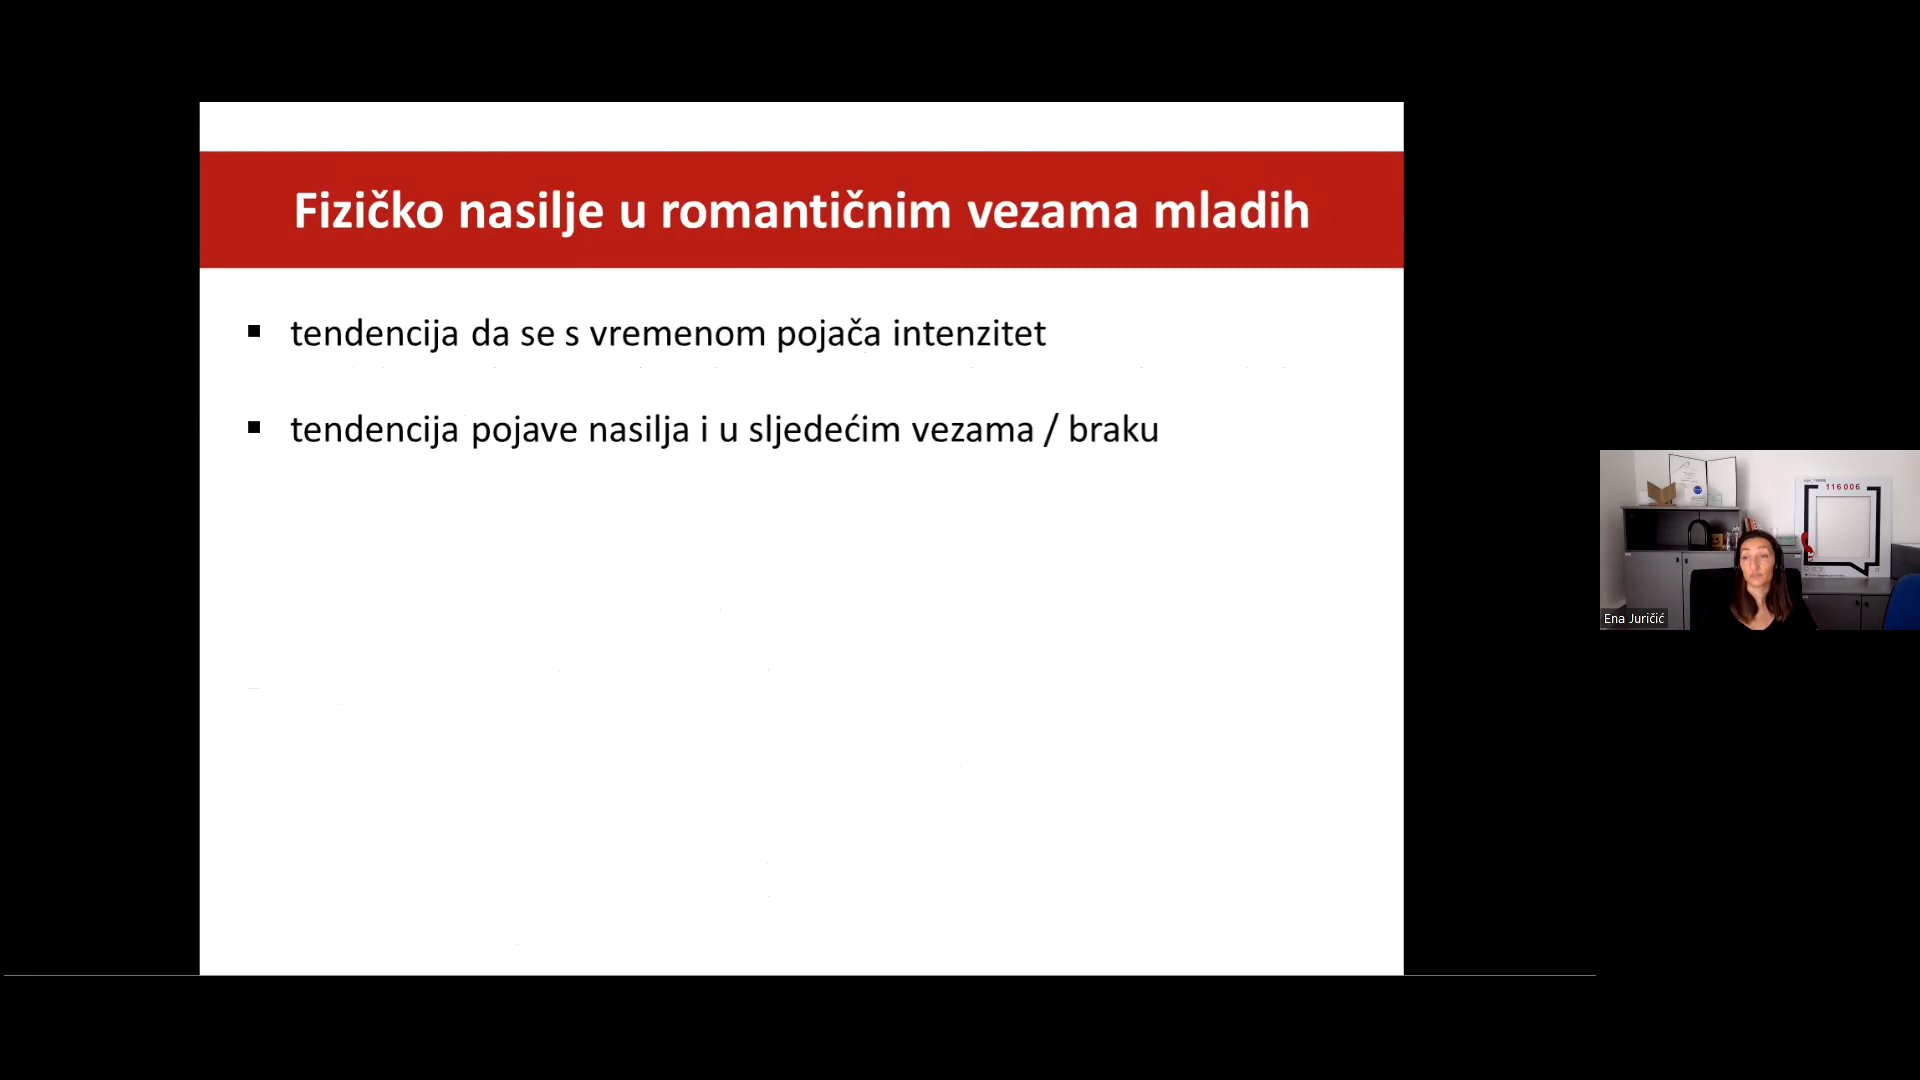 Fizičko nasilje u romantičnim vezama mladih
▪ tendencija da se s vremenom pojača intenzitet
▪ tendencija pojave nasilja i u sljedećim vezama / braku
116 006
Ena Juričić